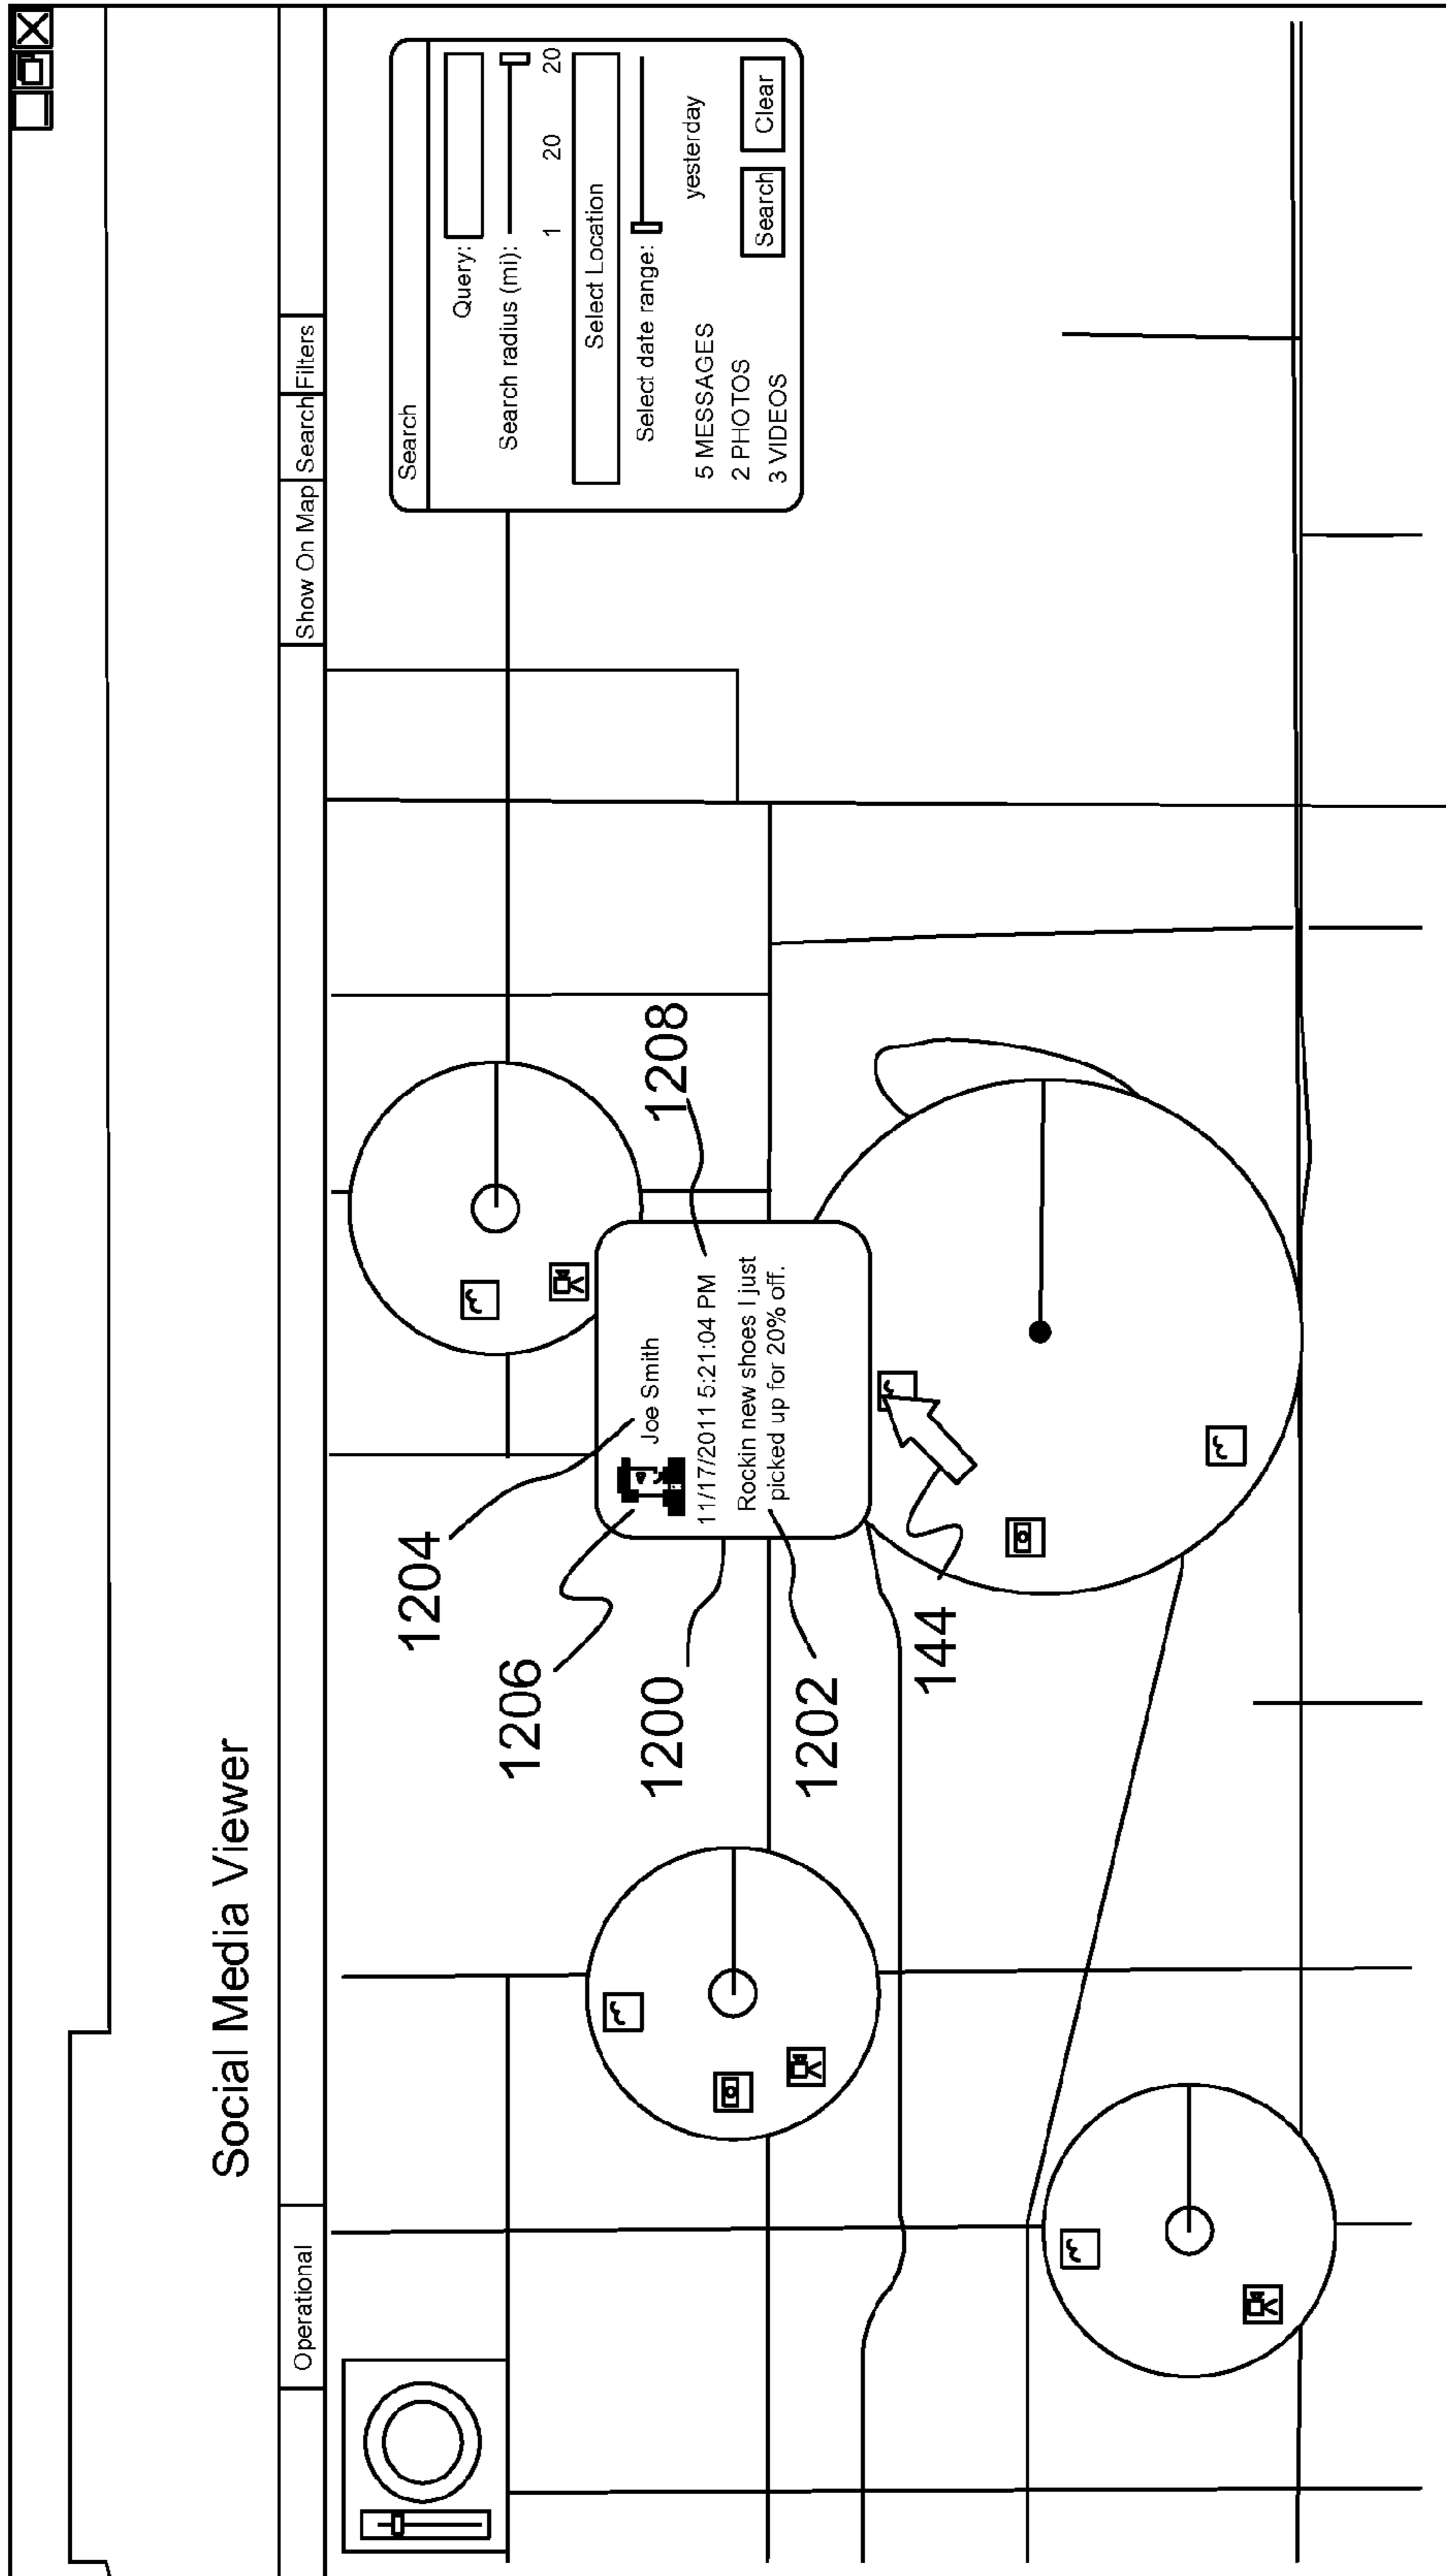 Social Media Viewer
Operational
Show On Map
Search
Filters
Search
Query:
Search radius (mi):
1 20 20
Select Location
Select date range:
yesterday
5 MESSAGES
2 PHOTOS
3 VIDEOS
Search
Clear
1204
1206
1200
1202
144
1208
Joe Smith
11/17/2011 5:21:04 PM
Rockin new shoes I just
picked up for 20% off.